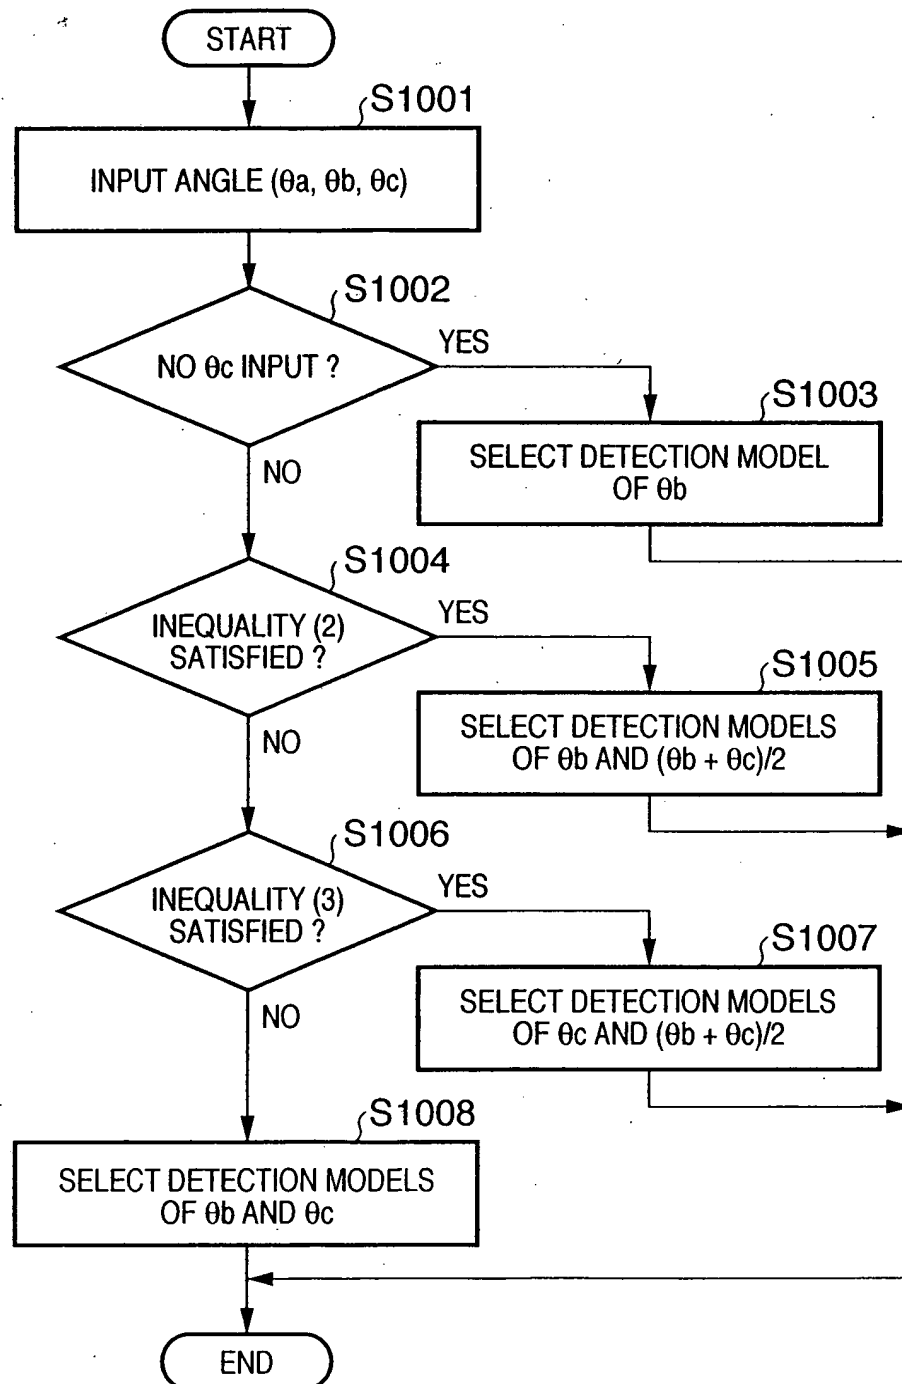 START
S1001
INPUT ANGLE (θa, θb, θc)
S1002
NO θc INPUT ?
YES
S1003
SELECT DETECTION MODEL
OF θb
NO
S1004
INEQUALITY (2)
SATISFIED ?
YES
S1005
SELECT DETECTION MODELS
OF θb AND (θb + θc)/2
NO
S1006
INEQUALITY (3)
SATISFIED ?
YES
S1007
SELECT DETECTION MODELS
OF θc AND (θb + θc)/2
NO
S1008
SELECT DETECTION MODELS
OF θb AND θc
END